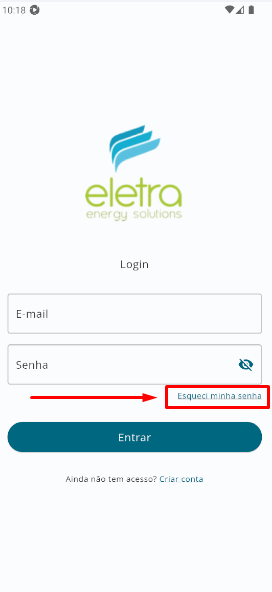 10:18
eletra
energy solutions
Login
E-mail
Senha
Esqueci minha senha
Entrar
Ainda não tem acesso? Criar conta